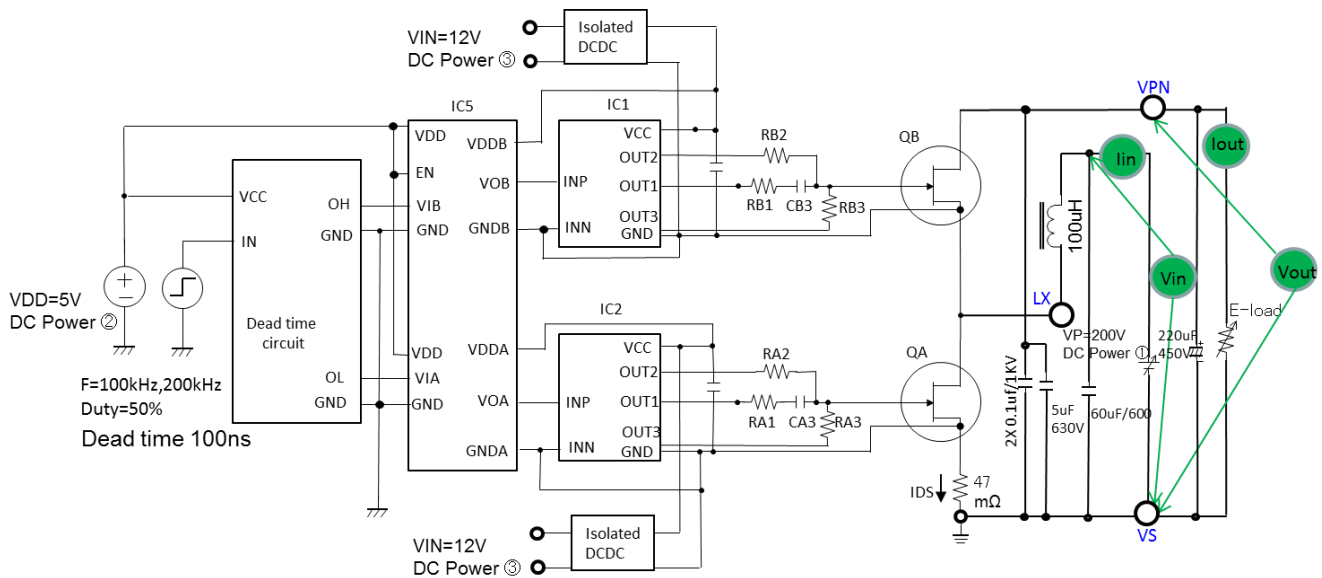 VIN=12V
DC Power ③
Isolated
DCDC
IC5
IC1
VPN
VDD
VDDB
VCC
OUT2
RB2
QB
Iin
Iout
EN
VCC
OH
VIB
VOB
INP
OUT1
RB1
CB3
RB3
IN
GND
GND
GNDB
INN
OUT3
GND
100uH
VDD=5V
DC Power ②
Vin
Vout
LX
E-load
Dead time
circuit
IC2
VDD
VDDA
VCC
OUT2
RA2
QA
VP=200V
DC Power ①
220uF
450V
+
F=100kHz,200kHz
Duty=50%
Dead time 100ns
OL
VIA
VOA
INP
OUT1
RA1
CA3
RA3
GND
GND
GNDA
INN
OUT3
GND
2X 0.1uf/1KV
5uF
630V
60uF/600
IDS
47
mΩ
VS
VIN=12V
DC Power ③
Isolated
DCDC